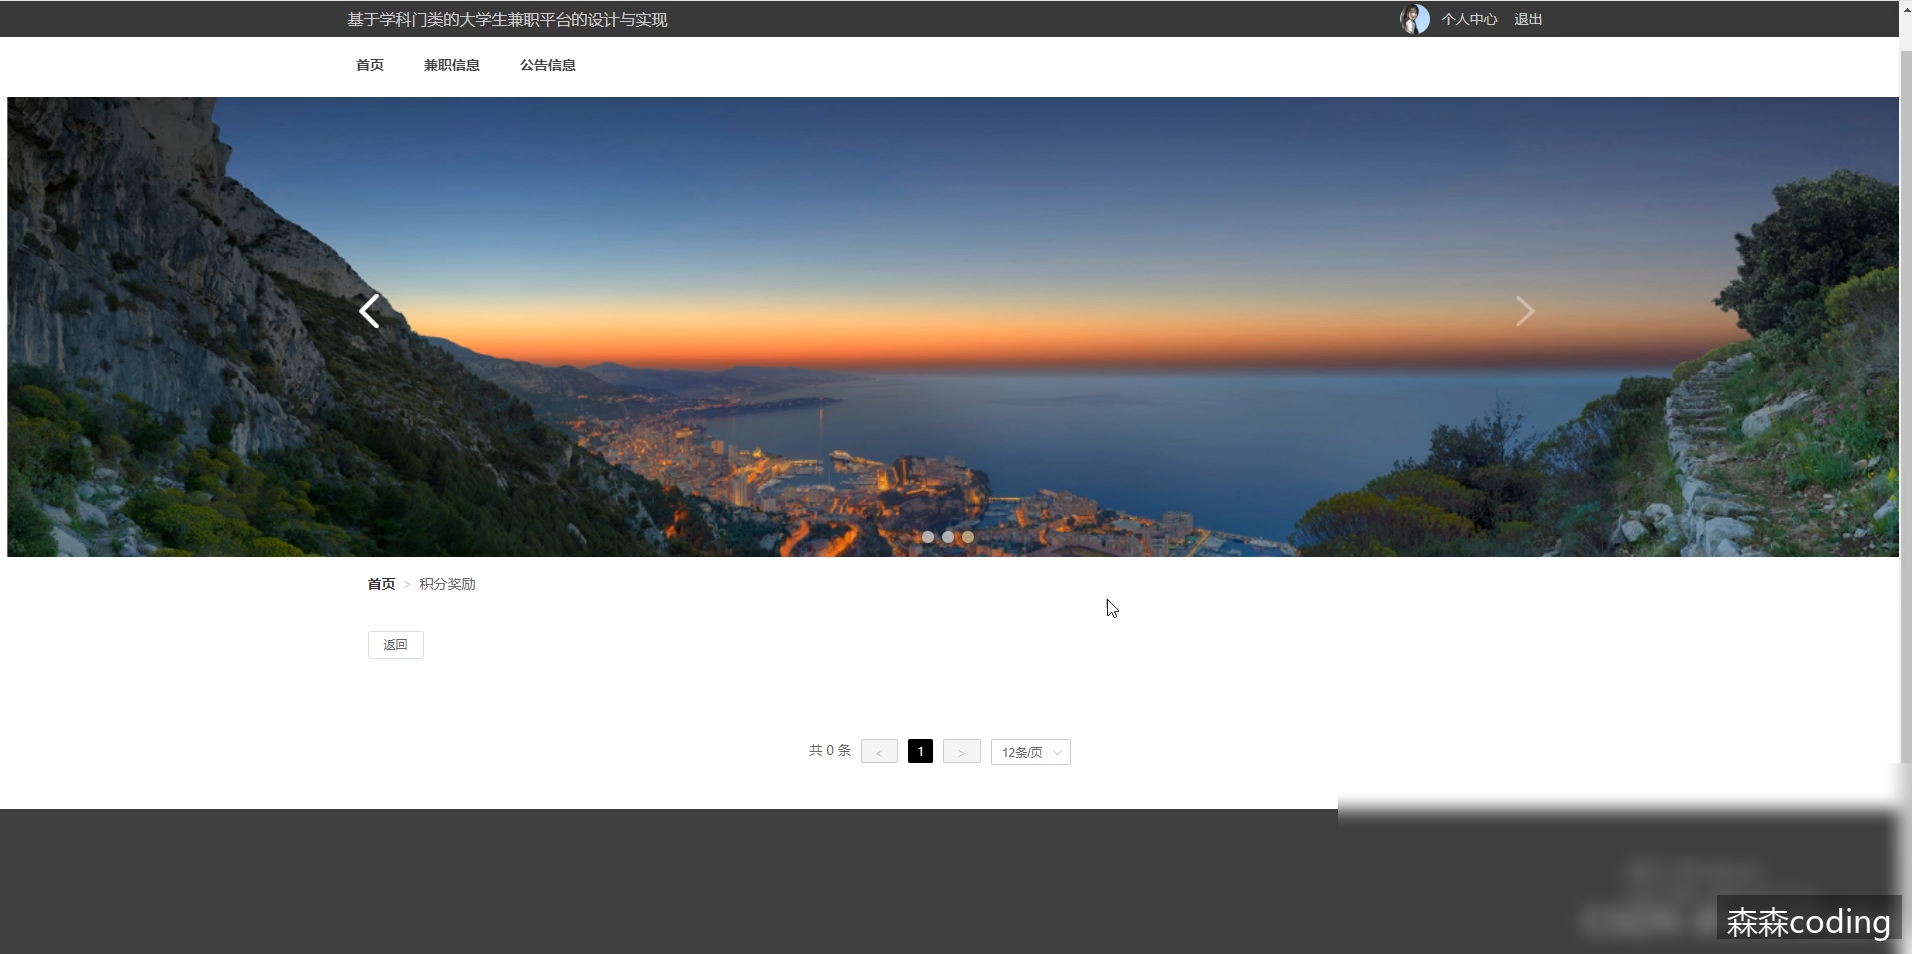 基于学科门类的大学生兼职平台的设计与实现
个人中心 退出
首页 兼职信息 公告信息
首页 > 积分奖励
返回
共 0 条 < 1 > 12条/页
森森coding